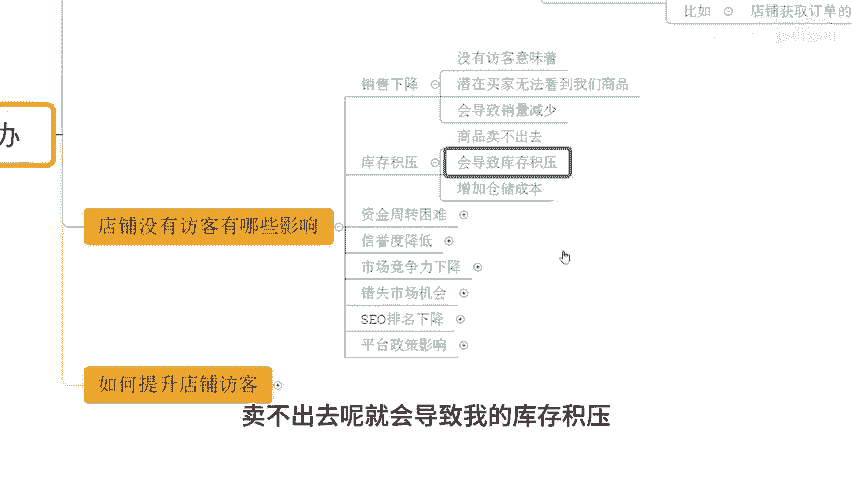 比如 店铺获取订单的
没有访客意味着
销售下降
潜在买家无法看到我们商品
会导致销量减少
办
商品卖不出去
库存积压
会导致库存积压
增加仓储成本
店铺没有访客有哪些影响
资金周转困难
信誉度降低
市场竞争力下降
错失市场机会
SEO排名下降
平台政策影响
如何提升店铺访客
卖不出去呢就会导致我的库存积压